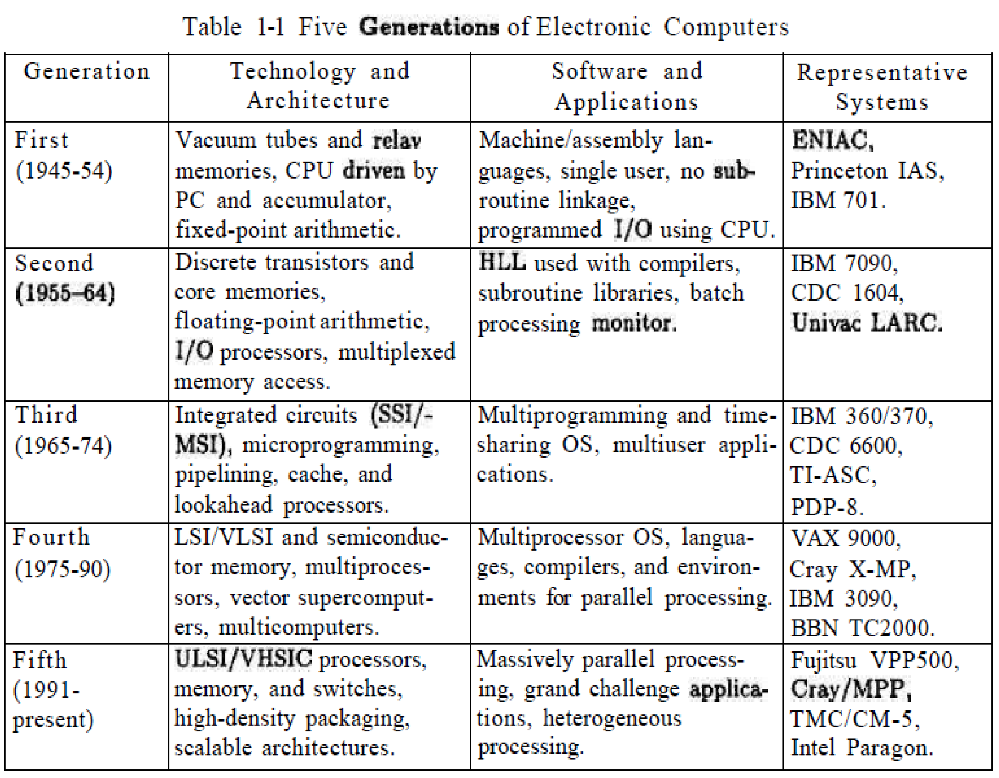 Table 1-1 Five Generations of Electronic Computers
Generation
Technology and
Architecture
Software and
Applications
Representative
Systems
First
(1945-54)
Vacuum tubes and relay
memories, CPU driven by
PC and accumulator,
fixed-point arithmetic.
Machine/assembly lan-
guages, single user, no sub-
routine linkage,
programmed I/O using CPU.
ENIAC,
Princeton IAS,
IBM 701.
Second
(1955–64)
Discrete transistors and
core memories,
floating-point arithmetic,
I/O processors, multiplexed
memory access.
HLL used with compilers,
subroutine libraries, batch
processing monitor.
IBM 7090,
CDC 1604,
Univac LARC.
Third
(1965-74)
Integrated circuits (SSI/-
MSI), microprogramming,
pipelining, cache, and
lookahead processors.
Multiprogramming and time-
sharing OS, multiuser appli-
cations.
IBM 360/370,
CDC 6600,
TI-ASC,
PDP-8.
Fourth
(1975-90)
LSI/VLSI and semiconduc-
tor memory, multiproces-
sors, vector supercomput-
ers, multicomputers.
Multiprocessor OS, langua-
ges, compilers, and environ-
ments for parallel processing.
VAX 9000,
Cray X-MP,
IBM 3090,
BBN TC2000.
Fifth
(1991-
present)
ULSI/VHSIC processors,
memory, and switches,
high-density packaging,
scalable architectures.
Massively parallel process-
ing, grand challenge applica-
tions, heterogeneous
processing.
Fujitsu VPP500,
Cray/MPP,
TMC/CM-5,
Intel Paragon.